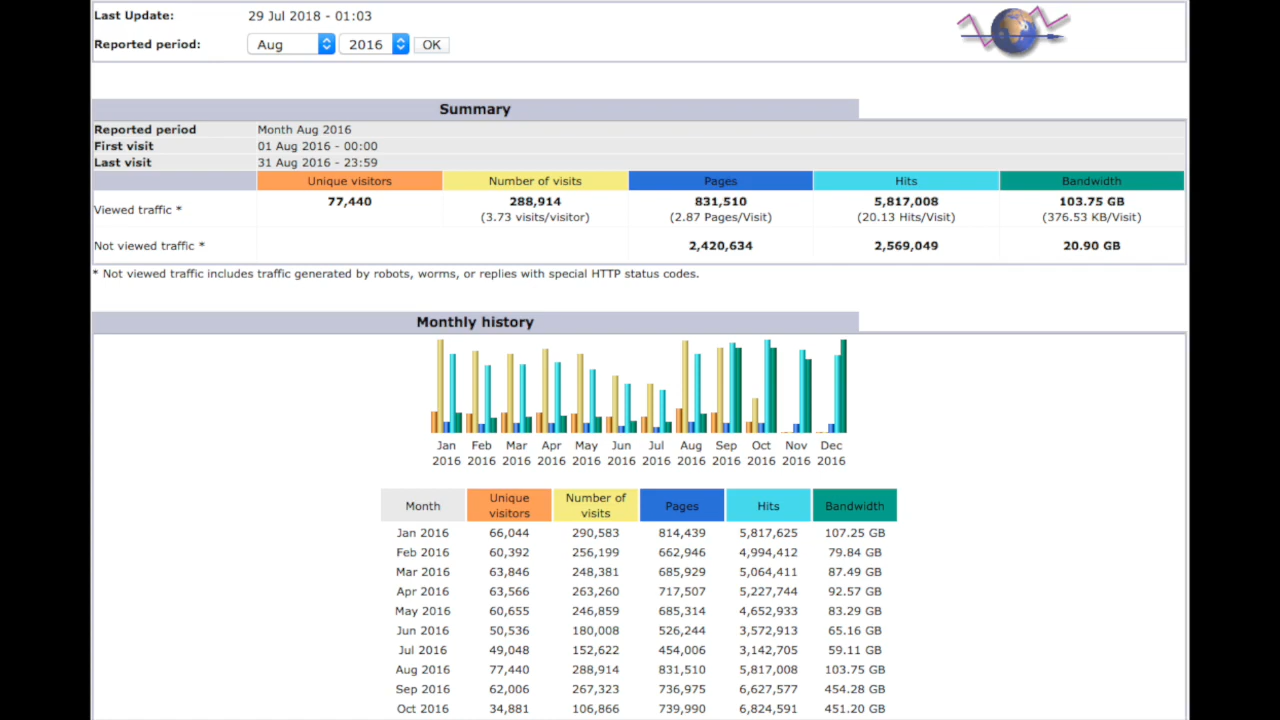 Last Update: 29 Jul 2018 - 01:03
Reported period: Aug 2016 OK
Summary
Reported period Month Aug 2016
First visit 01 Aug 2016 - 00:00
Last visit 31 Aug 2016 - 23:59
Unique visitors Number of visits Pages Hits Bandwidth
Viewed traffic * 77,440 288,914 831,510 5,817,008 103.75 GB
(3.73 visits/visitor) (2.87 Pages/Visit) (20.13 Hits/Visit) (376.53 KB/Visit)
Not viewed traffic * 2,420,634 2,569,049 20.90 GB
* Not viewed traffic includes traffic generated by robots, worms, or replies with special HTTP status codes.
Monthly history
Jan Feb Mar Apr May Jun Jul Aug Sep Oct Nov Dec
2016 2016 2016 2016 2016 2016 2016 2016 2016 2016 2016 2016
Month Unique visitors Number of visits Pages Hits Bandwidth
Jan 2016 66,044 290,583 814,439 5,817,625 107.25 GB
Feb 2016 60,392 256,199 662,946 4,994,412 79.84 GB
Mar 2016 63,846 248,381 685,929 5,064,411 87.49 GB
Apr 2016 63,566 263,260 717,507 5,227,744 92.57 GB
May 2016 60,655 246,859 685,314 4,652,933 83.29 GB
Jun 2016 50,536 180,008 526,244 3,572,913 65.16 GB
Jul 2016 49,048 152,622 454,006 3,142,705 59.11 GB
Aug 2016 77,440 288,914 831,510 5,817,008 103.75 GB
Sep 2016 62,006 267,323 736,975 6,627,577 454.28 GB
Oct 2016 34,881 106,866 739,990 6,824,591 451.20 GB